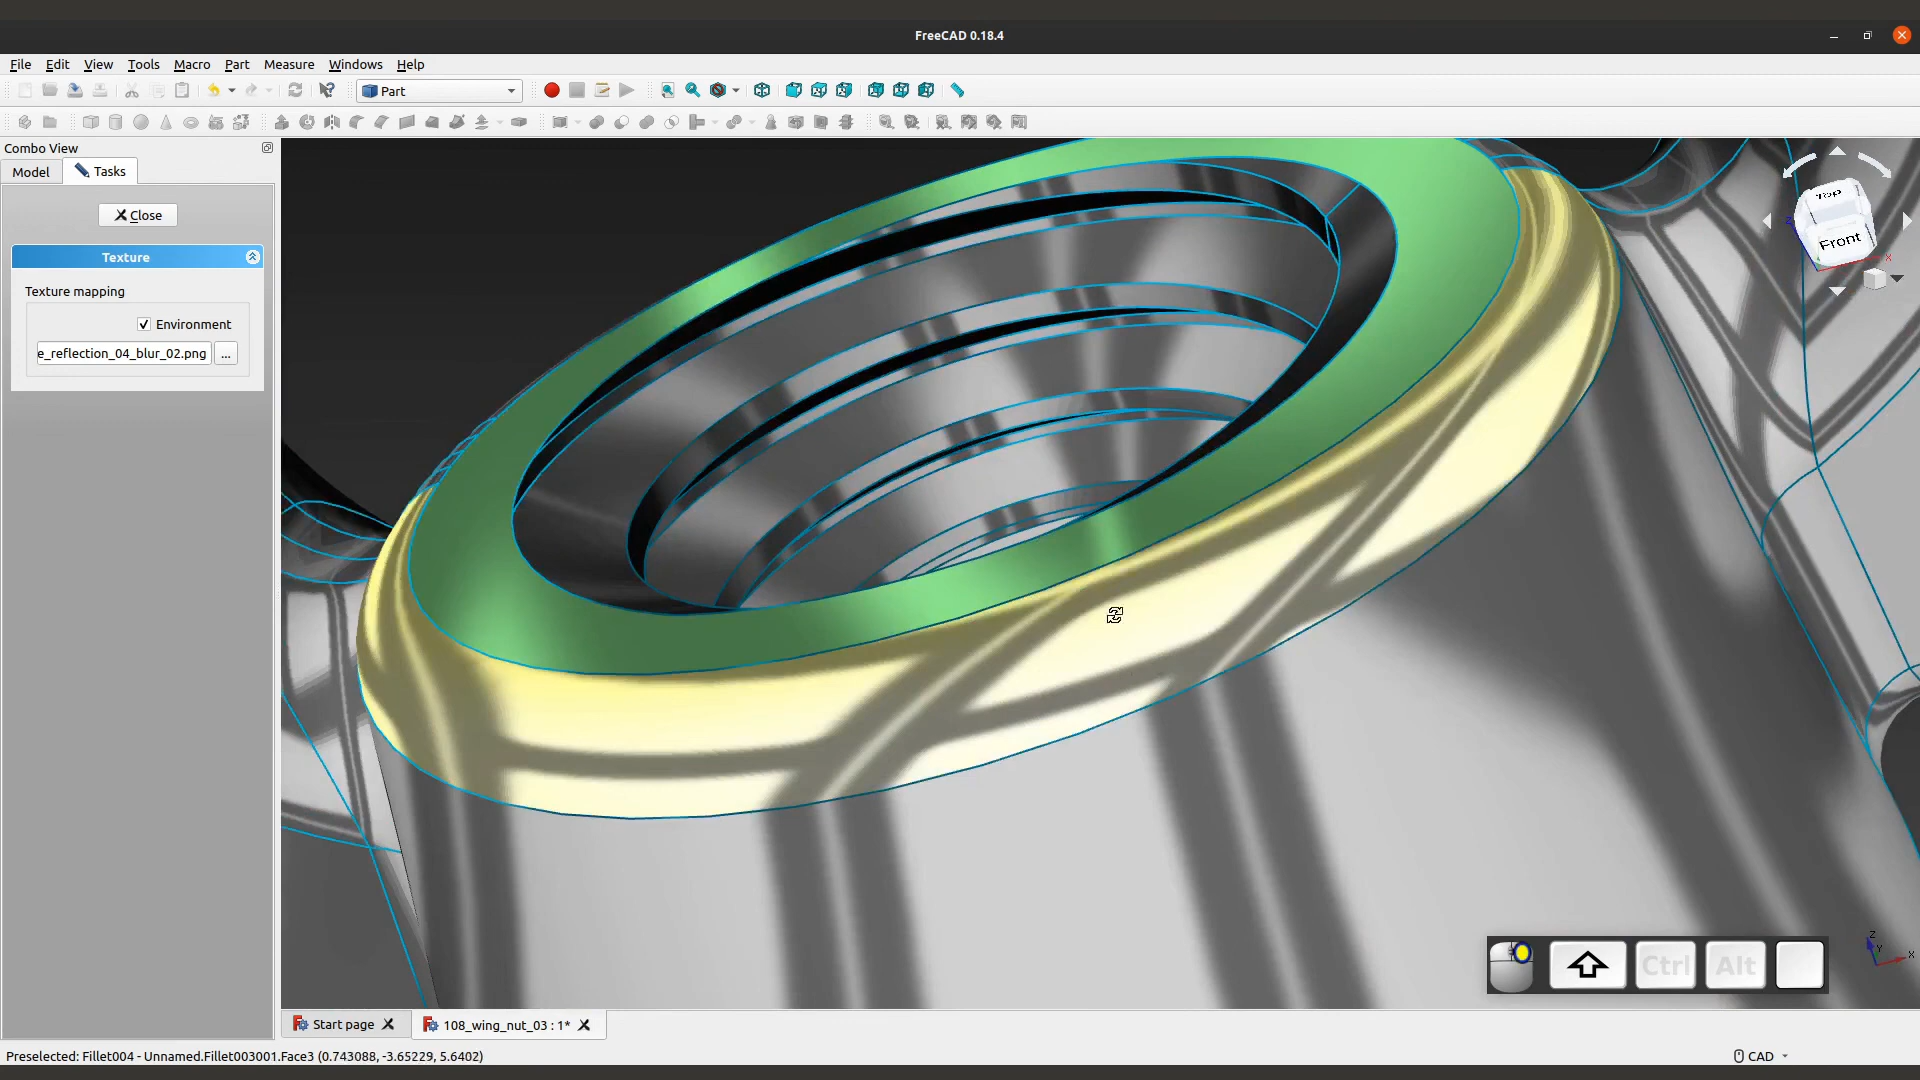 FreeCAD 0.18.4
File Edit View Tools Macro Part Measure Windows Help
Part
Combo View
Model Tasks
Close
Texture
Texture mapping
Environment
e_reflection_04_blur_02.png ...
Top
Front
Z
X
Ctrl Alt
Z
Y
X
Start page 108_wing_nut_03 : 1*
Preselected: Fillet004 - Unnamed.Fillet003001.Face3 (0.743088, -3.65229, 5.6402) CAD